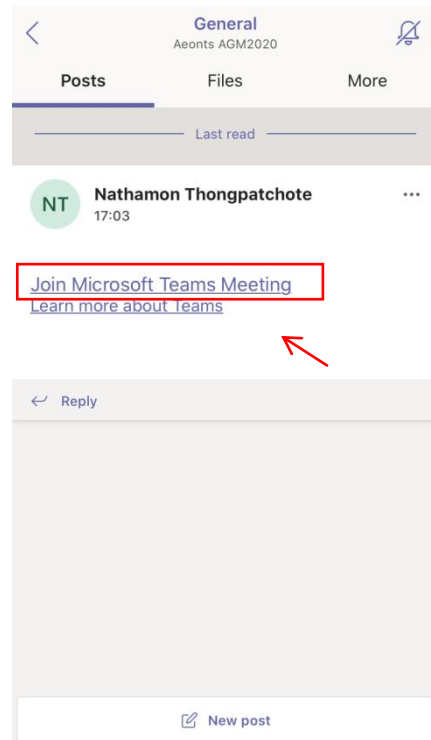 General
Aeonts AGM2020
Posts Files More
Last read
NT
Nathamon Thongpatchote
17:03
Join Microsoft Teams Meeting
Learn more about Teams
Reply
New post